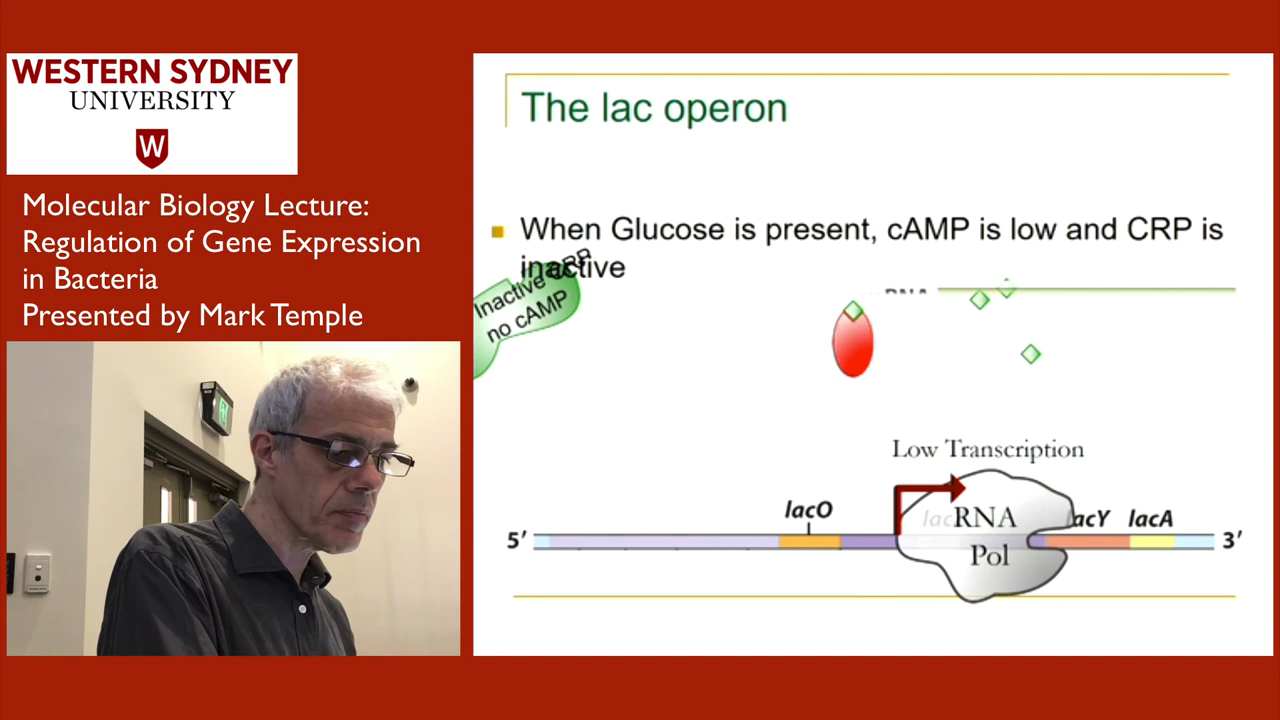 WESTERN SYDNEY
UNIVERSITY
W
Molecular Biology Lecture:
Regulation of Gene Expression
in Bacteria
Presented by Mark Temple
The lac operon
When Glucose is present, cAMP is low and CRP is
inactive
Inactive CRP
no cAMP
Low Transcription
lacO
RNA
lacY
lacA
5′
3′
Pol